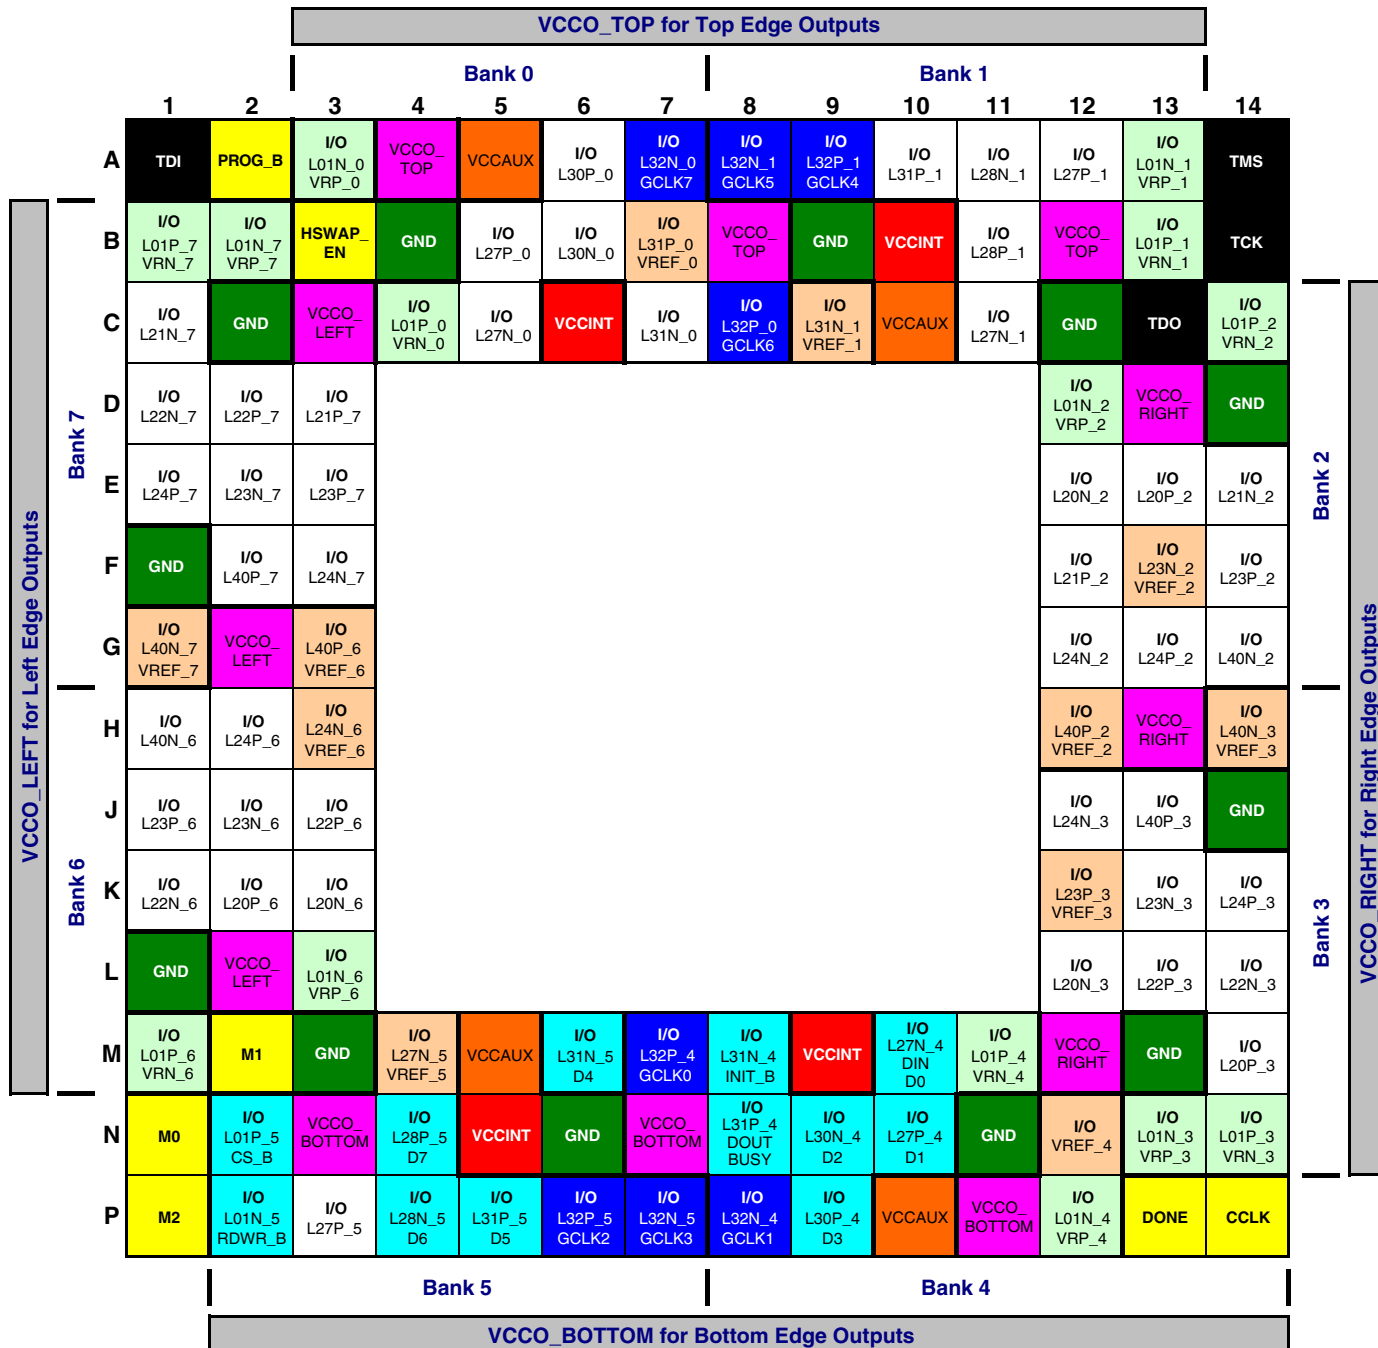 VCCO_TOP for Top Edge Outputs
Bank 0 Bank 1
1 2 3 4 5 6 7 8 9 10 11 12 13 14
A TDI PROG_B I/O L01N_0 VRP_0 VCCO_ TOP VCCAUX I/O L30P_0 I/O L32N_0 GCLK7 I/O L32N_1 GCLK5 I/O L32P_1 GCLK4 I/O L31P_1 I/O L28N_1 I/O L27P_1 I/O L01N_1 VRP_1 TMS
B I/O L01P_7 VRN_7 I/O L01N_7 VRP_7 HSWAP_ EN GND I/O L27P_0 I/O L30N_0 I/O L31P_0 VREF_0 VCCO_ TOP GND VCCINT I/O L28P_1 VCCO_ TOP I/O L01P_1 VRN_1 TCK
C I/O L21N_7 GND VCCO_ LEFT I/O L01P_0 VRN_0 I/O L27N_0 VCCINT I/O L31N_0 I/O L32P_0 GCLK6 I/O L31N_1 VREF_1 VCCAUX I/O L27N_1 GND TDO I/O L01P_2 VRN_2
D I/O L22N_7 I/O L22P_7 I/O L21P_7 I/O L01N_2 VRP_2 VCCO_ RIGHT GND
E I/O L24P_7 I/O L23N_7 I/O L23P_7 I/O L20N_2 I/O L20P_2 I/O L21N_2
F GND I/O L40P_7 I/O L24N_7 I/O L21P_2 I/O L23N_2 VREF_2 I/O L23P_2
G I/O L40N_7 VREF_7 VCCO_ LEFT I/O L40P_6 VREF_6 I/O L24N_2 I/O L24P_2 I/O L40N_2
H I/O L40N_6 I/O L24P_6 I/O L24N_6 VREF_6 I/O L40P_2 VREF_2 VCCO_ RIGHT I/O L40N_3 VREF_3
J I/O L23P_6 I/O L23N_6 I/O L22P_6 I/O L24N_3 I/O L40P_3 GND
K I/O L22N_6 I/O L20P_6 I/O L20N_6 I/O L23P_3 VREF_3 I/O L23N_3 I/O L24P_3
L GND VCCO_ LEFT I/O L01N_6 VRP_6 I/O L20N_3 I/O L22P_3 I/O L22N_3
M I/O L01P_6 VRN_6 M1 GND I/O L27N_5 VREF_5 VCCAUX I/O L31N_5 D4 I/O L32P_4 GCLK0 I/O L31N_4 INIT_B VCCINT I/O L27N_4 DIN D0 I/O L01P_4 VRN_4 VCCO_ RIGHT GND I/O L20P_3
N M0 I/O L01P_5 CS_B VCCO_ BOTTOM I/O L28P_5 D7 VCCINT GND VCCO_ BOTTOM I/O L31P_4 DOUT BUSY I/O L30N_4 D2 I/O L27P_4 D1 GND I/O VREF_4 I/O L01N_3 VRP_3 I/O L01P_3 VRN_3
P M2 I/O L01N_5 RDWR_B I/O L27P_5 I/O L28N_5 D6 I/O L31P_5 D5 I/O L32P_5 GCLK2 I/O L32N_5 GCLK3 I/O L32N_4 GCLK1 I/O L30P_4 D3 VCCAUX VCCO_ BOTTOM I/O L01N_4 VRP_4 DONE CCLK
Bank 5 Bank 4
VCCO_BOTTOM for Bottom Edge Outputs
VCCO_LEFT for Left Edge Outputs
Bank 7
Bank 6
Bank 2
Bank 3
VCCO_RIGHT for Right Edge Outputs